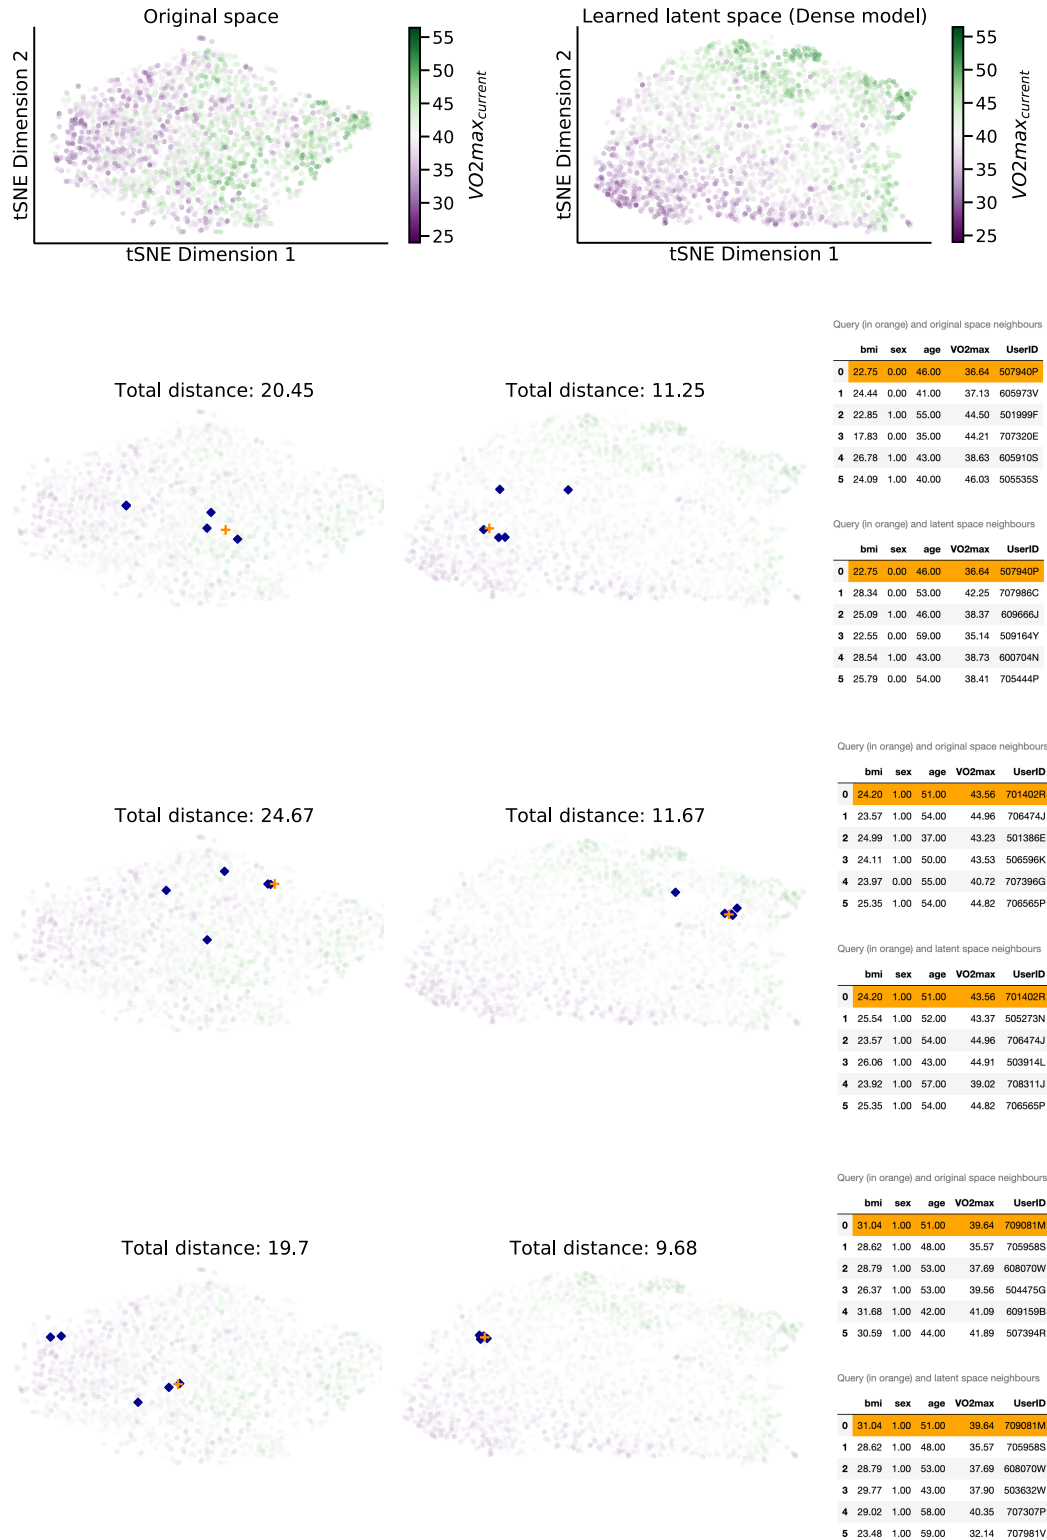 Original space
Learned latent space (Dense model)
tSNE Dimension 2
tSNE Dimension 1
55
50
45
40
35
30
25
VO2max_current
tSNE Dimension 2
tSNE Dimension 1
55
50
45
40
35
30
25
VO2max_current
Total distance: 20.45
Total distance: 11.25
Query (in orange) and original space neighbours
bmi sex age VO2max UserID
0 22.75 0.00 46.00 36.64 507940P
1 24.44 0.00 41.00 37.13 605973V
2 22.85 1.00 55.00 44.50 501999F
3 17.83 0.00 35.00 44.21 707320E
4 26.78 1.00 43.00 38.63 605910S
5 24.09 1.00 40.00 46.03 505535S
Query (in orange) and latent space neighbours
bmi sex age VO2max UserID
0 22.75 0.00 46.00 36.64 507940P
1 28.34 0.00 53.00 42.25 707986C
2 25.09 1.00 46.00 38.37 609666J
3 22.55 0.00 59.00 35.14 509164Y
4 28.54 1.00 43.00 38.73 600704N
5 25.79 0.00 54.00 38.41 705444P
Total distance: 24.67
Total distance: 11.67
Query (in orange) and original space neighbours
bmi sex age VO2max UserID
0 24.20 1.00 51.00 43.56 701402R
1 23.57 1.00 54.00 44.96 706474J
2 24.99 1.00 37.00 43.23 501386E
3 24.11 1.00 50.00 43.53 506596K
4 23.97 0.00 55.00 40.72 707396G
5 25.35 1.00 54.00 44.82 706565P
Query (in orange) and latent space neighbours
bmi sex age VO2max UserID
0 24.20 1.00 51.00 43.56 701402R
1 25.54 1.00 52.00 43.37 505273N
2 23.57 1.00 54.00 44.96 706474J
3 26.06 1.00 43.00 44.91 503914L
4 23.92 1.00 57.00 39.02 708311J
5 25.35 1.00 54.00 44.82 706565P
Total distance: 19.7
Total distance: 9.68
Query (in orange) and original space neighbours
bmi sex age VO2max UserID
0 31.04 1.00 51.00 39.64 709081M
1 28.62 1.00 48.00 35.57 705958S
2 28.79 1.00 53.00 37.69 608070W
3 26.37 1.00 53.00 39.56 504475G
4 31.68 1.00 42.00 41.09 609159B
5 30.59 1.00 44.00 41.89 507394R
Query (in orange) and latent space neighbours
bmi sex age VO2max UserID
0 31.04 1.00 51.00 39.64 709081M
1 28.62 1.00 48.00 35.57 705958S
2 28.79 1.00 53.00 37.69 608070W
3 29.77 1.00 43.00 37.90 503632W
4 29.02 1.00 58.00 40.35 707307P
5 23.48 1.00 59.00 32.14 707981V